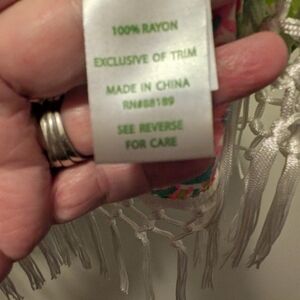 100% RAYON
EXCLUSIVE OF TRIM
MADE IN CHINA
RN#88189
SEE REVERSE
FOR CARE